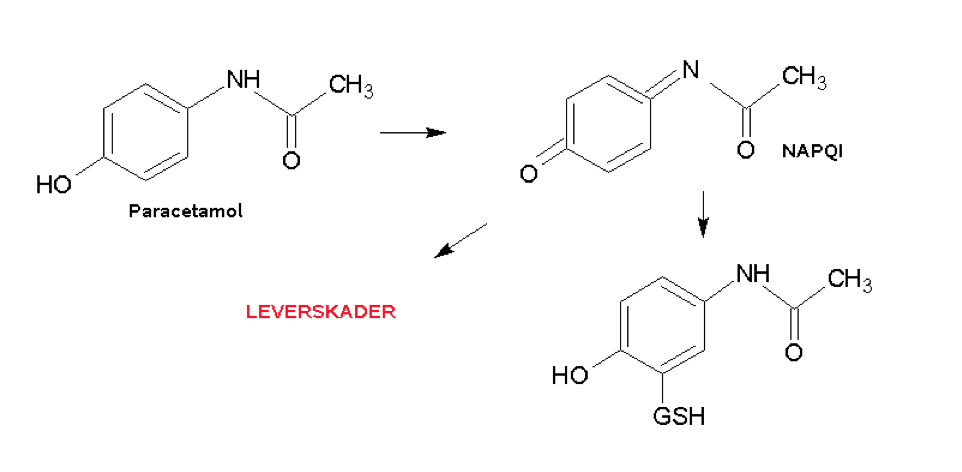 NH
CH3
O
HO
Paracetamol
N
CH3
O
O
NAPQI
LEVERSKADER
NH
CH3
O
HO
GSH